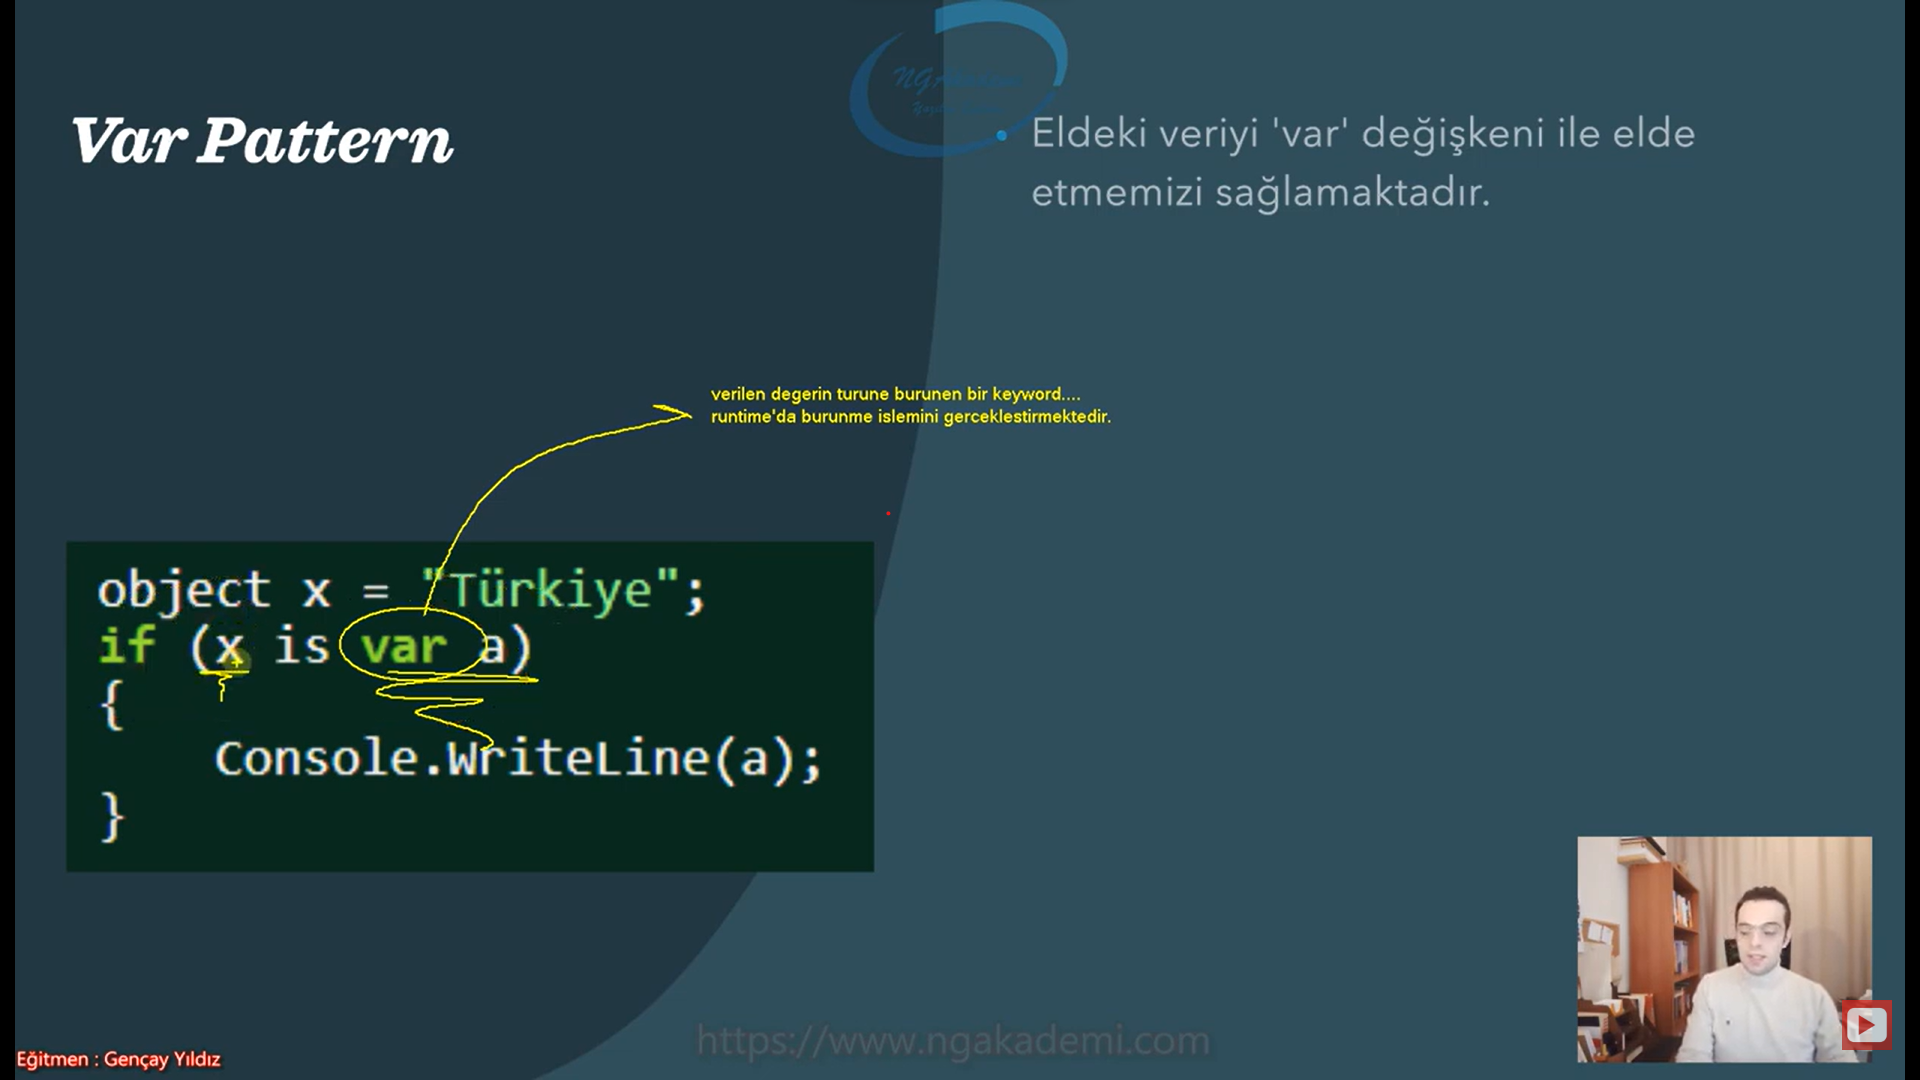 Var Pattern
Eldeki veriyi 'var' değişkeni ile elde
etmemizi sağlamaktadır.
verilen degerin turune burunen bir keyword....
runtime'da burunme islemini gerceklestirmektedir.
object x = "Türkiye";
if (x is var a)
{
Console.WriteLine(a);
}
https://www.ngakademi.com
Eğitmen : Gençay Yıldız